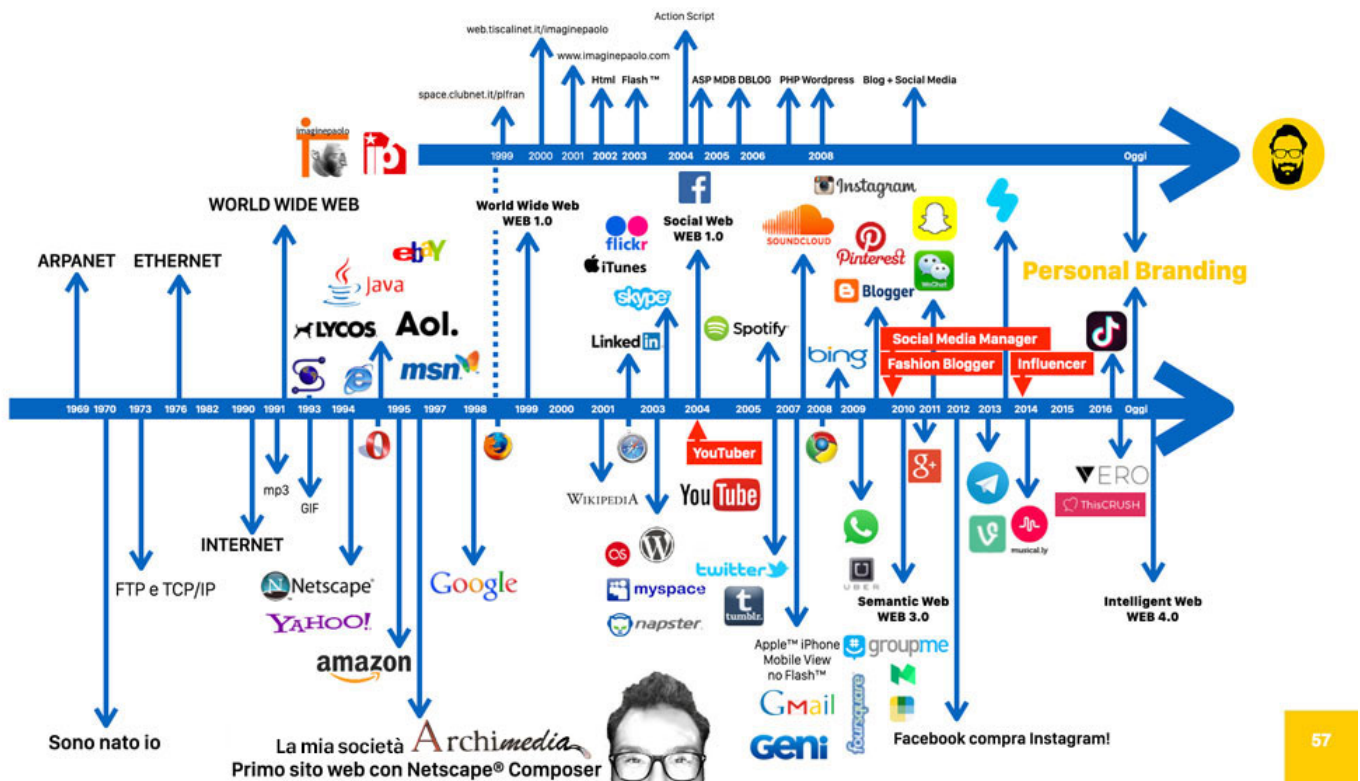 Action Script
web.tiscalinet.it/imaginepaolo
www.imaginepaolo.com
Html Flash™ ASP MDB DBLOG PHP Wordpress Blog + Social Media
space.clubnet.it/plfran
imaginepaolo
1999 2000 2001 2002 2003 2004 2005 2006 2008 Oggi
WORLD WIDE WEB
World Wide Web
WEB 1.0
flickr
iTunes
skype
Linked in
Social Web
WEB 1.0
SOUNDCLOUD
Instagram
Pinterest
Blogger
WeChat
Personal Branding
ARPANET
ETHERNET
ebay
Java
LYCOS
Aol.
msn
Spotify
bing
Social Media Manager
Fashion Blogger
Influencer
1969 1970 1973 1976 1982 1990 1991 1993 1994 1995 1997 1998 1999 2000 2001 2003 2004 2005 2007 2008 2009 2010 2011 2012 2013 2014 2015 2016 Oggi
YouTuber
You Tube
mp3
GIF
INTERNET
FTP e TCP/IP
Netscape®
YAHOO!
amazon
Google
WIKIPEDIA
myspace
napster
twitter
t
tumblr.
g+
UBER
Semantic Web
WEB 3.0
musical.ly
VERO
ThisCRUSH
Intelligent Web
WEB 4.0
Apple™ iPhone
Mobile View
no Flash™
Gmail
Geni
groupme
foursquare
Sono nato io
La mia società Archimedia
Primo sito web con Netscape® Composer
Facebook compra Instagram!
57